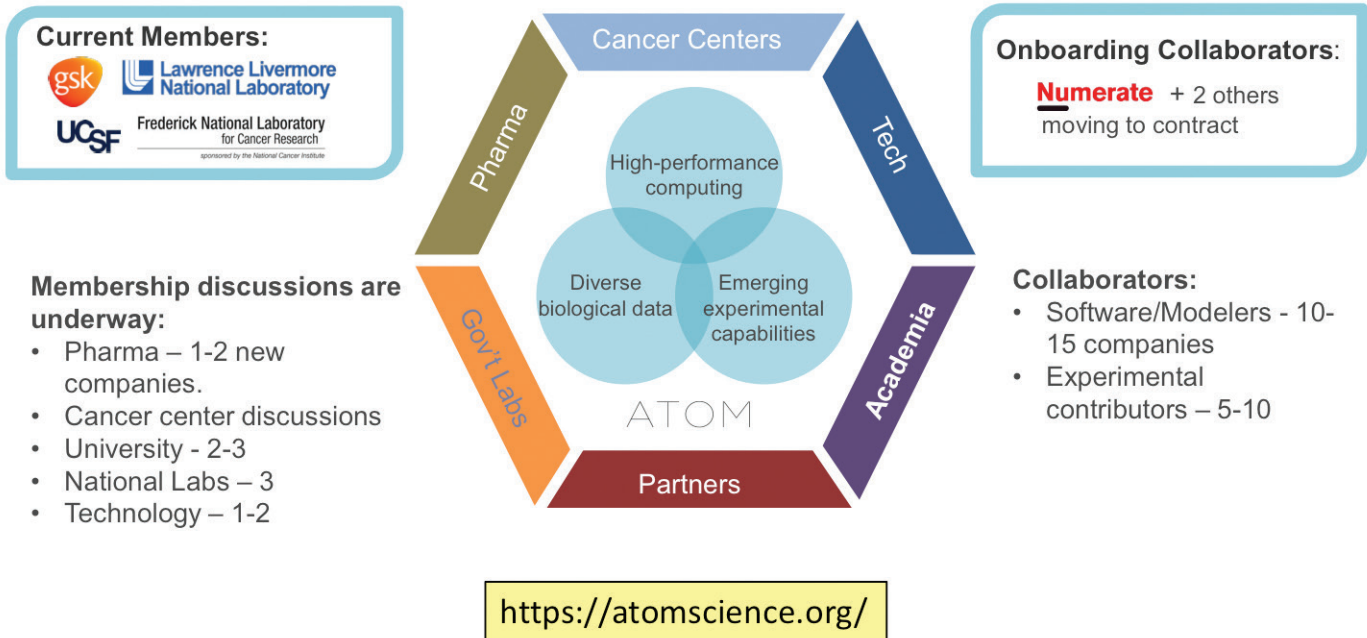 Current Members:
gsk
Lawrence Livermore
National Laboratory
UCSF
Frederick National Laboratory
for Cancer Research
sponsored by the National Cancer Institute
Membership discussions are
underway:
• Pharma – 1-2 new
companies.
• Cancer center discussions
• University - 2-3
• National Labs – 3
• Technology – 1-2
Cancer Centers
Pharma
Tech
High-performance
computing
Diverse
biological data
Emerging
experimental
capabilities
Gov't Labs
Academia
ATOM
Partners
Onboarding Collaborators:
Numerate + 2 others
moving to contract
Collaborators:
• Software/Modelers - 10-
15 companies
• Experimental
contributors – 5-10
https://atomscience.org/